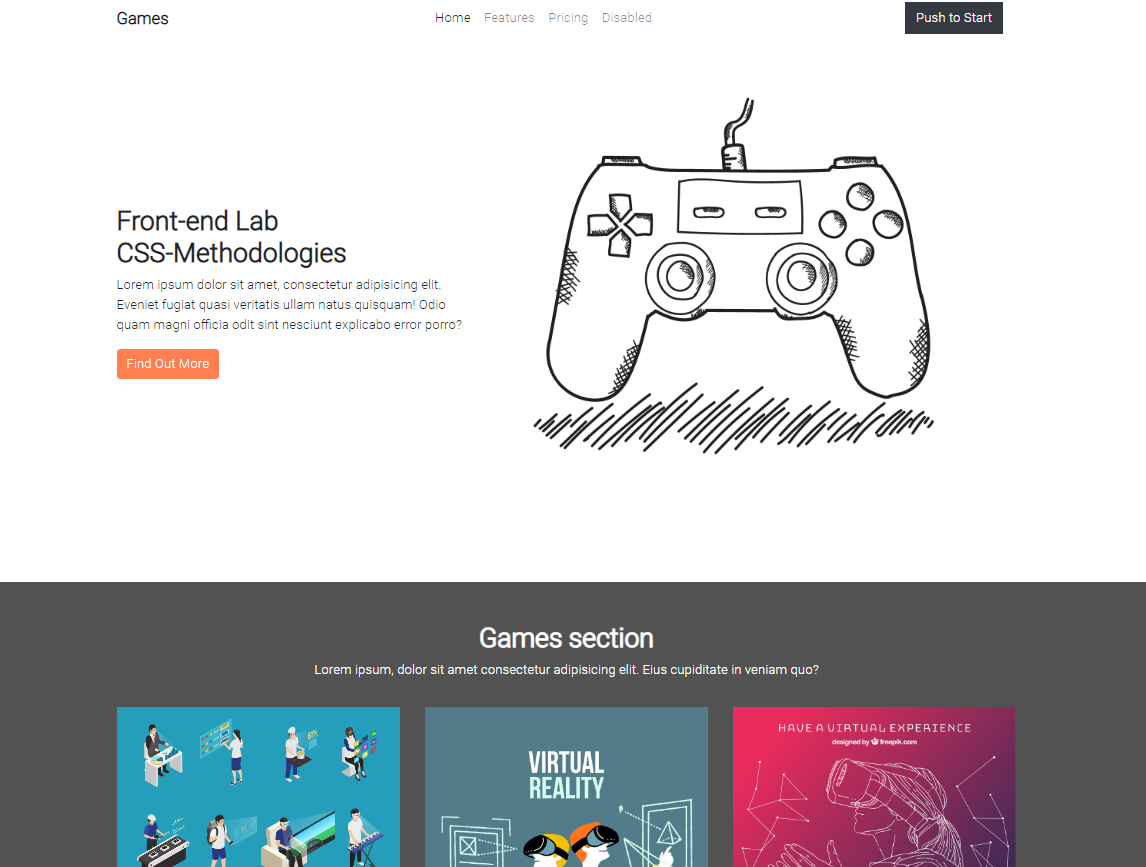 Games
Home Features Pricing Disabled
Push to Start
Front-end Lab
CSS-Methodologies
Lorem ipsum dolor sit amet, consectetur adipisicing elit.
Eveniet fugiat quasi veritatis ullam natus quisquam! Odio
quam magni officia odit sint nesciunt explicabo error porro?
Find Out More
Games section
Lorem ipsum, dolor sit amet consectetur adipisicing elit. Eius cupiditate in veniam quo?
VIRTUAL
REALITY
HAVE A VIRTUAL EXPERIENCE
designed by freepik.com